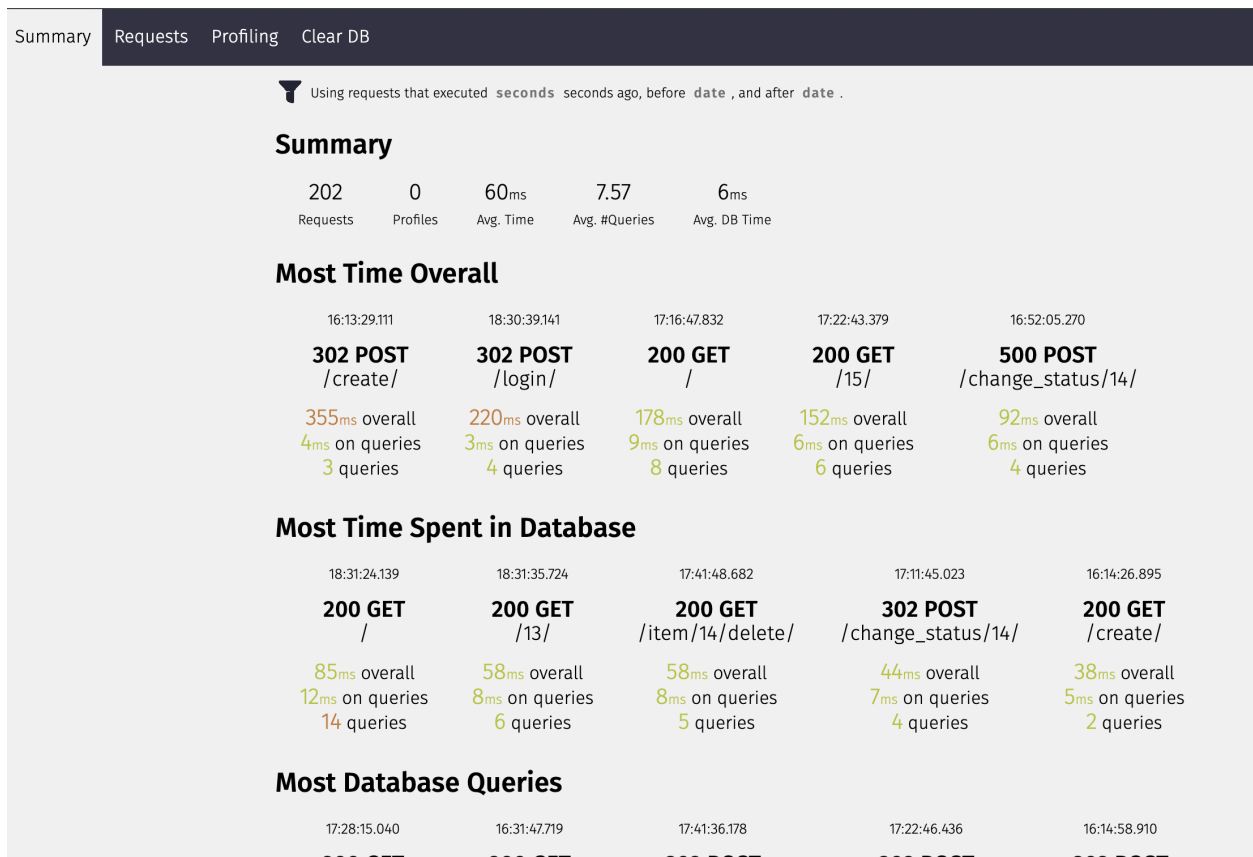 Summary Requests Profiling Clear DB
Using requests that executed seconds seconds ago, before date , and after date .
Summary
202 0 60ms 7.57 6ms
Requests Profiles Avg. Time Avg. #Queries Avg. DB Time
Most Time Overall
16:13:29.111 18:30:39.141 17:16:47.832 17:22:43.379 16:52:05.270
302 POST 302 POST 200 GET 200 GET 500 POST
/create/ /login/ / /15/ /change_status/14/
355ms overall 220ms overall 178ms overall 152ms overall 92ms overall
4ms on queries 3ms on queries 9ms on queries 6ms on queries 6ms on queries
3 queries 4 queries 8 queries 6 queries 4 queries
Most Time Spent in Database
18:31:24.139 18:31:35.724 17:41:48.682 17:11:45.023 16:14:26.895
200 GET 200 GET 200 GET 302 POST 200 GET
/ /13/ /item/14/delete/ /change_status/14/ /create/
85ms overall 58ms overall 58ms overall 44ms overall 38ms overall
12ms on queries 8ms on queries 8ms on queries 7ms on queries 5ms on queries
14 queries 6 queries 5 queries 4 queries 2 queries
Most Database Queries
17:28:15.040 16:31:47.719 17:41:36.178 17:22:46.436 16:14:58.910